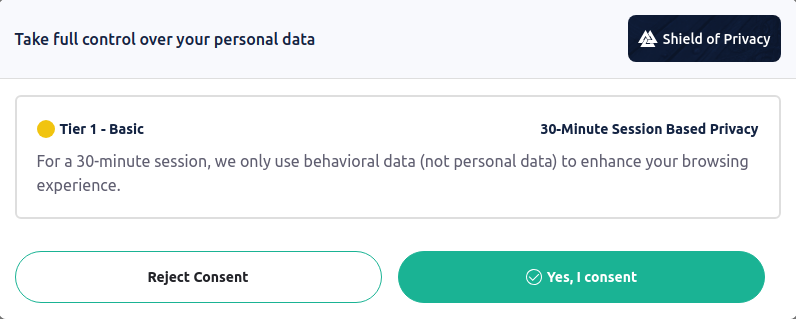 Take full control over your personal data
Shield of Privacy
Tier 1 - Basic
30-Minute Session Based Privacy
For a 30-minute session, we only use behavioral data (not personal data) to enhance your browsing
experience.
Reject Consent
Yes, I consent